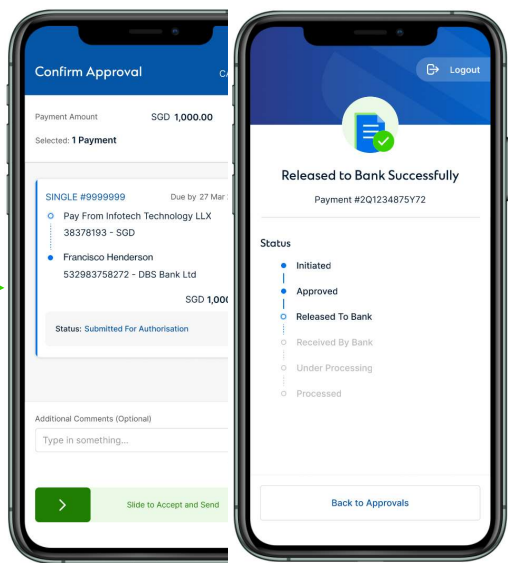 Confirm Approval
Payment Amount SGD 1,000.00
Selected: 1 Payment
SINGLE #9999999 Due by 27 Mar
Pay From Infotech Technology LLX
38378193 - SGD
Francisco Henderson
532983758272 - DBS Bank Ltd
SGD 1,000
Status: Submitted For Authorisation
Additional Comments (Optional)
Type in something...
Slide to Accept and Send
Logout
Released to Bank Successfully
Payment #2Q1234875Y72
Status
Initiated
Approved
Released To Bank
Received By Bank
Under Processing
Processed
Back to Approvals